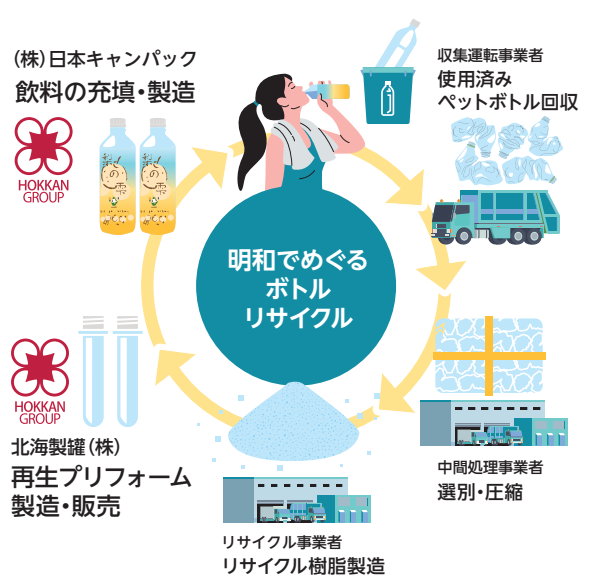 (株)日本キャンパック
飲料の充填・製造
HOKKAN
GROUP
収集運転事業者
使用済み
ペットボトル回収
明和でめぐる
ボトル
リサイクル
HOKKAN
GROUP
北海製罐(株)
再生プリフォーム
製造・販売
中間処理事業者
選別・圧縮
リサイクル事業者
リサイクル樹脂製造